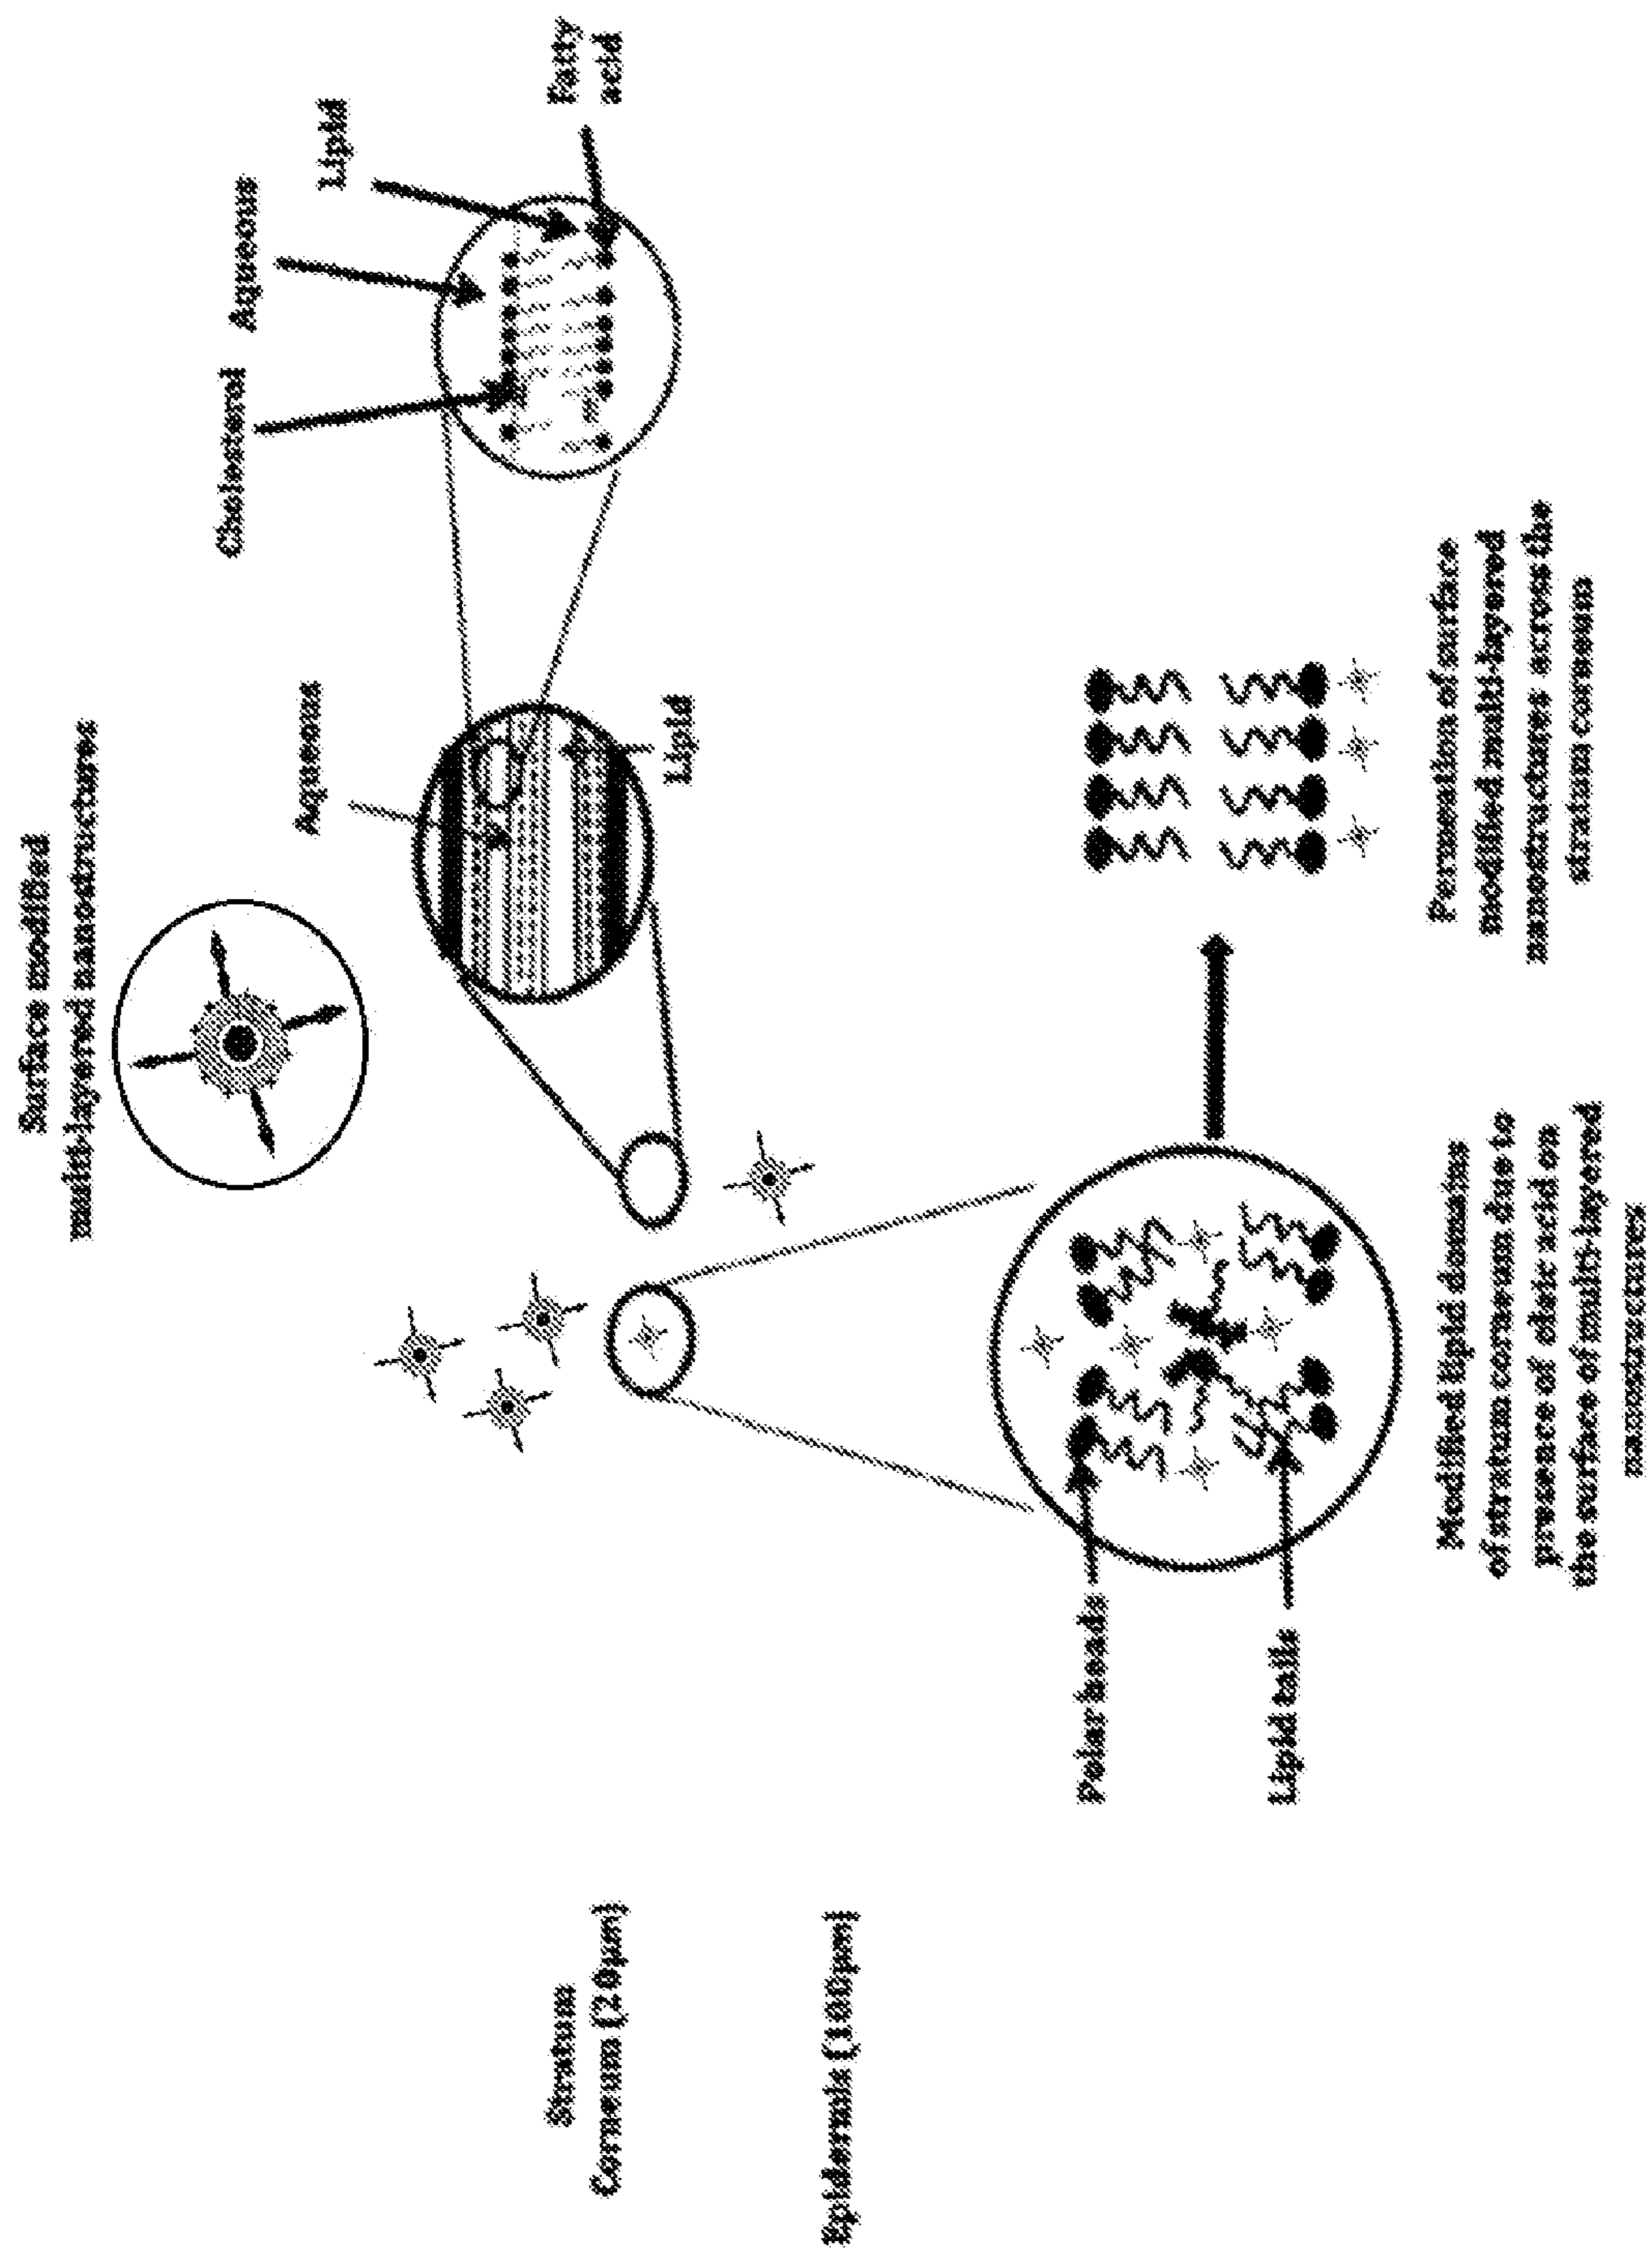 Surface modified
multi-layered nanostructures
Cholesterol
Aqueous
Lipid
Fatty
acid
Aqueous
Lipid
Stratum
Corneum (20µm)
Epidermis (100µm)
Polar heads
Lipid tails
Modified lipid domains
of stratum corneum due to
presence of oleic acid on
the surface of multi-layered
nanostructures
Permeation of surface
modified multi-layered
nanostructures across the
stratum corneum